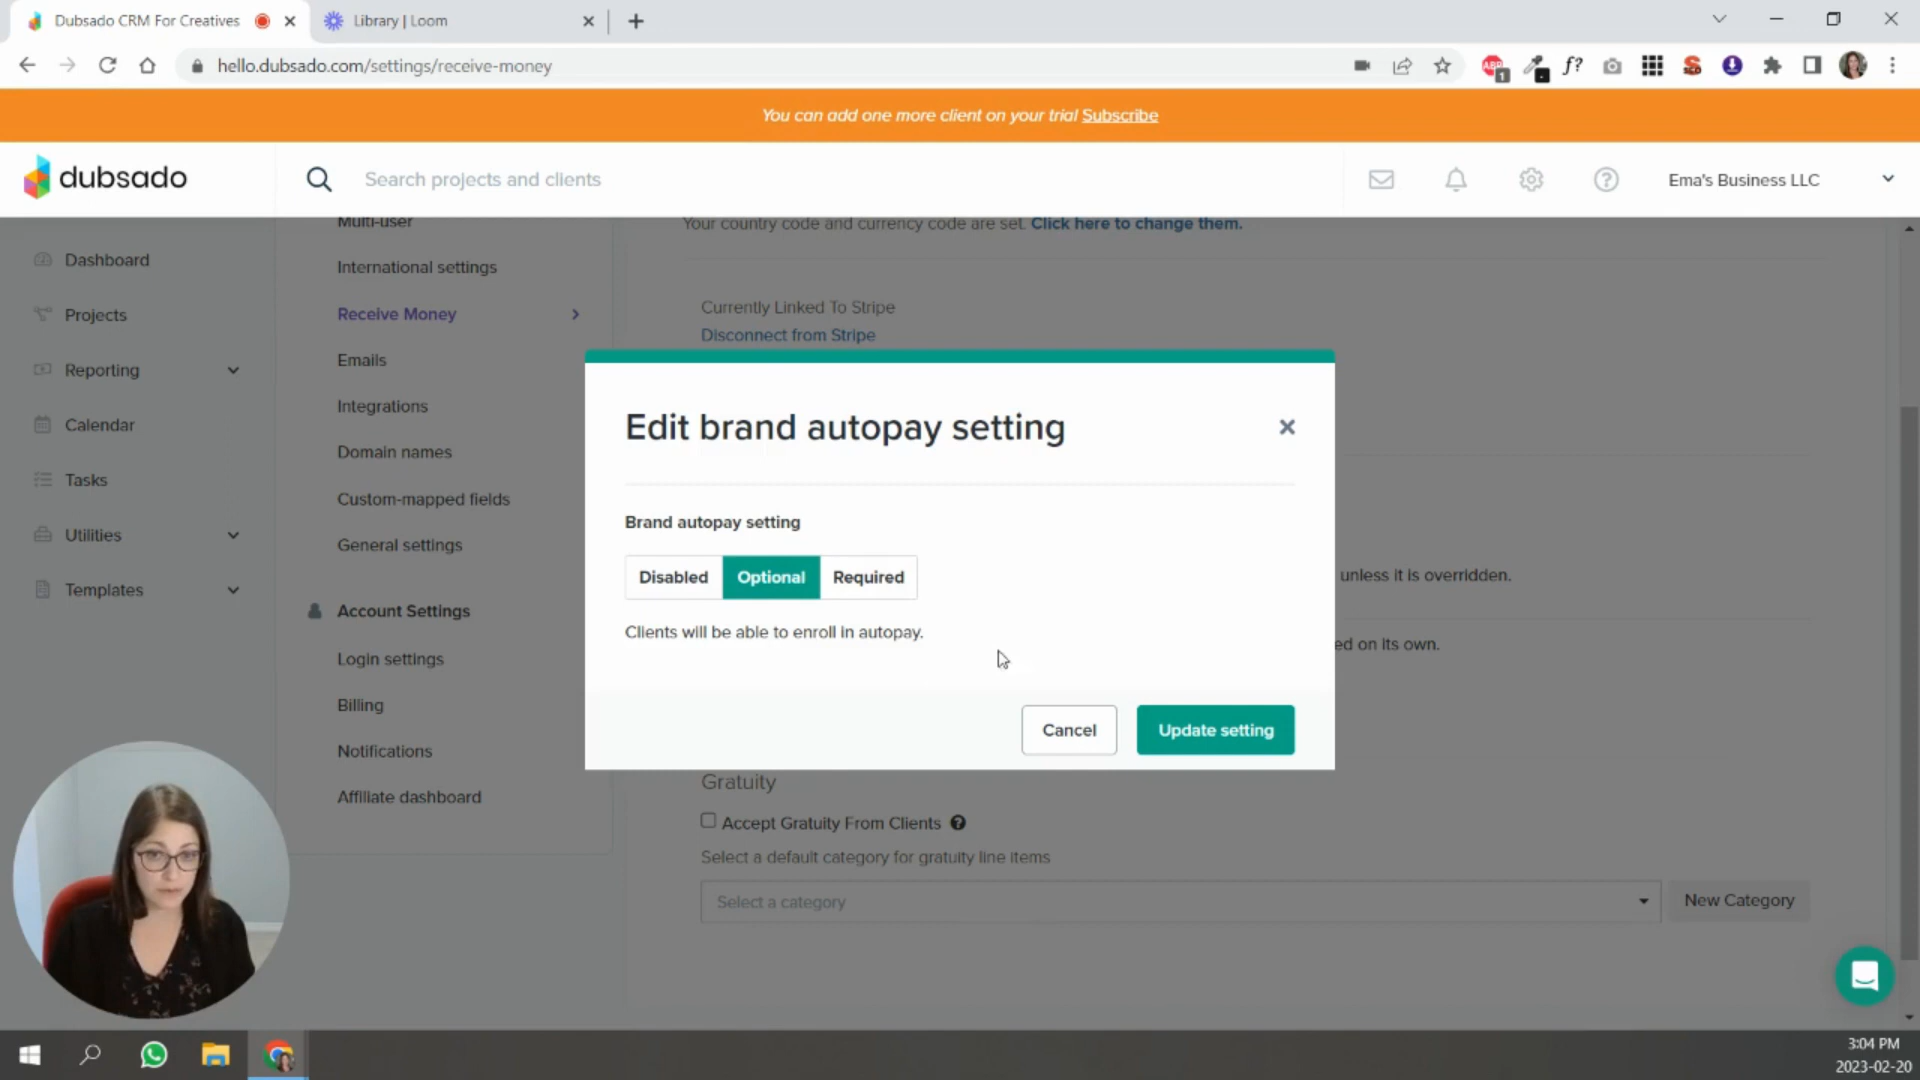 Dubsado CRM For Creatives
Library | Loom
hello.dubsado.com/settings/receive-money
ABP
1
f?
You can add one more client on your trial Subscribe
dubsado
Search projects and clients
Ema's Business LLC
Dashboard
Projects
Reporting
Calendar
Tasks
Utilities
Templates
Multi-user
International settings
Receive Money
Emails
Integrations
Domain names
Custom-mapped fields
General settings
Account Settings
Login settings
Billing
Notifications
Affiliate dashboard
Your country code and currency code are set. Click here to change them.
Currently Linked To Stripe
Disconnect from Stripe
Edit brand autopay setting
Brand autopay setting
Disabled
Optional
Required
Clients will be able to enroll in autopay.
Cancel
Update setting
unless it is overridden.
ed on its own.
Gratuity
Accept Gratuity From Clients
Select a default category for gratuity line items
Select a category
New Category
3:04 PM
2023-02-20